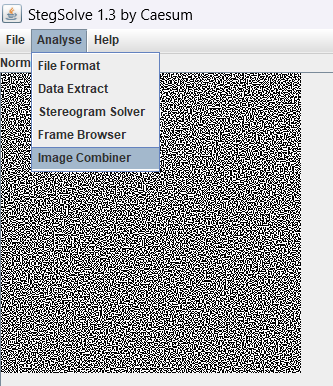 StegSolve 1.3 by Caesum
File Analyse Help
Norm
File Format
Data Extract
Stereogram Solver
Frame Browser
Image Combiner